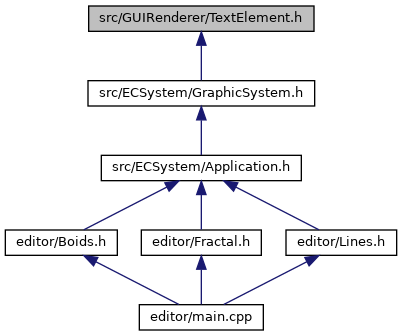 src/GUIRenderer/TextElement.h
src/ECSystem/GraphicSystem.h
src/ECSystem/Application.h
editor/Boids.h
editor/Fractal.h
editor/Lines.h
editor/main.cpp